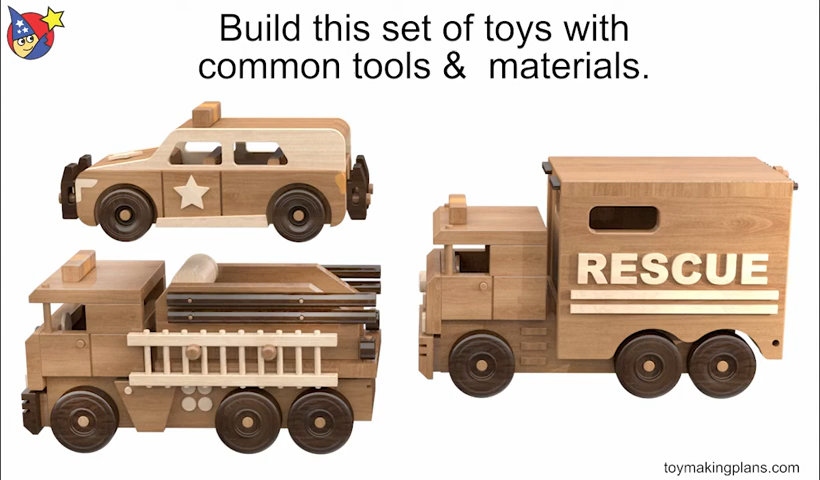 Build this set of toys with
common tools & materials.
RESCUE
toymakingplans.com